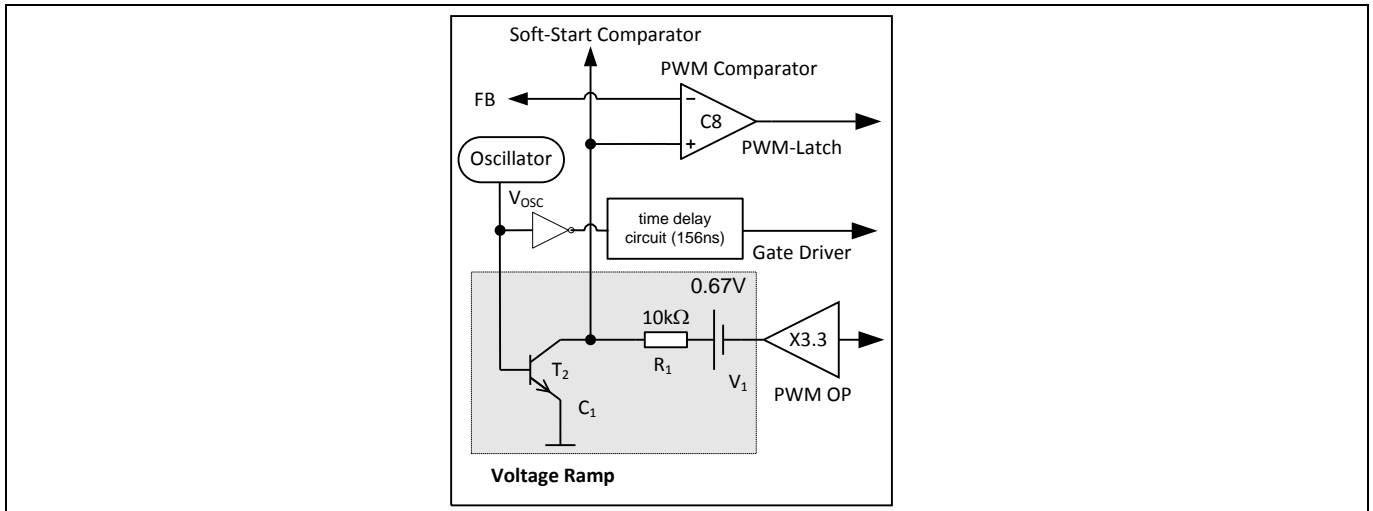 Soft-Start Comparator
PWM Comparator
FB
C8
PWM-Latch
Oscillator
VOSC
time delay
circuit (156ns)
Gate Driver
0.67V
10kΩ
R1
V1
X3.3
PWM OP
T2
C1
Voltage Ramp